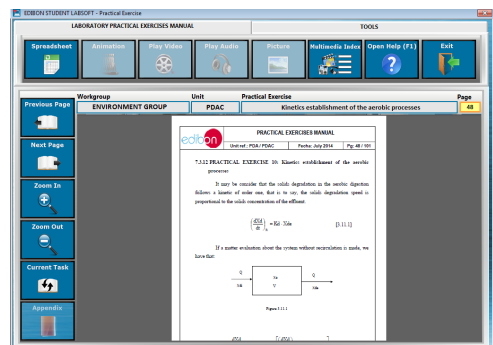 EDIBON STUDENT LABSOFT - Practical Exercise
LABORATORY PRACTICAL EXERCISES MANUAL
TOOLS
Spreadsheet
Animation
Play Video
Play Audio
Picture
Multimedia Index
Open Help (F1)
Exit
Workgroup
Unit
Practical Exercise
Page
ENVIRONMENT GROUP
PDAC
Kinetics establishment of the aerobic processes
48
Previous Page
Next Page
Zoom In
Zoom Out
Current Task
Appendix
edibon
PRACTICAL EXERCISES MANUAL
Unit ref.: PDA / PDAC
Fecha: July 2014
Pg: 48 / 101
7.3.12 PRACTICAL EXERCISE 10: Kinetics establishment of the aerobic
processes
It may be consider that the solids degradation in the aerobic digestion
follows a kinetic of order one, that is to say, the solids degradation speed is
proportional to the solids concentration of the effluent:
[3.11.1]
If a matter evaluation about the system without recirculation is made, we
have that:
Q
Q
V
Figure 3.11.1